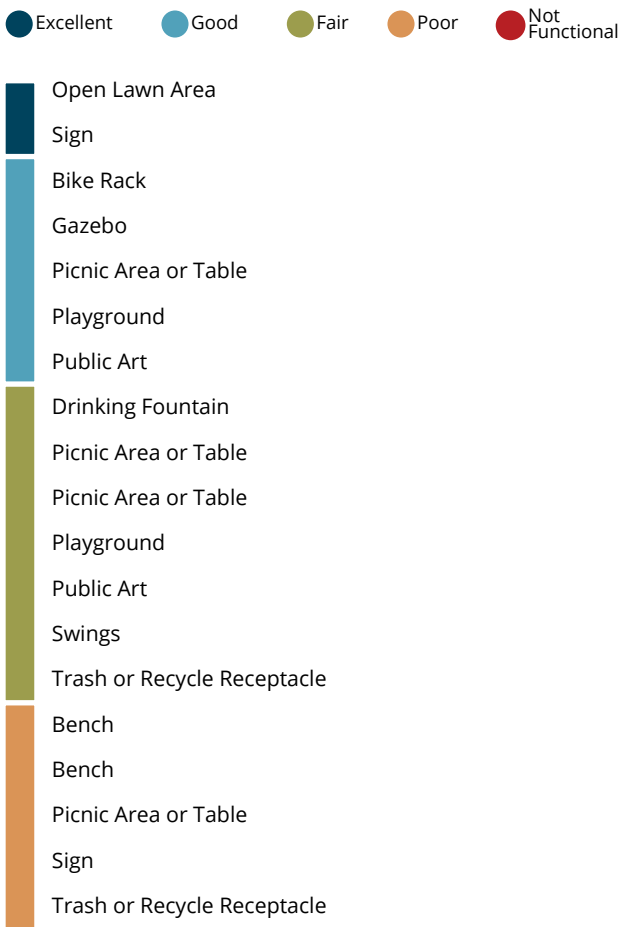 Excellent
Good
Fair
Poor
Not
Functional
Open Lawn Area
Sign
Bike Rack
Gazebo
Picnic Area or Table
Playground
Public Art
Drinking Fountain
Picnic Area or Table
Picnic Area or Table
Playground
Public Art
Swings
Trash or Recycle Receptacle
Bench
Bench
Picnic Area or Table
Sign
Trash or Recycle Receptacle